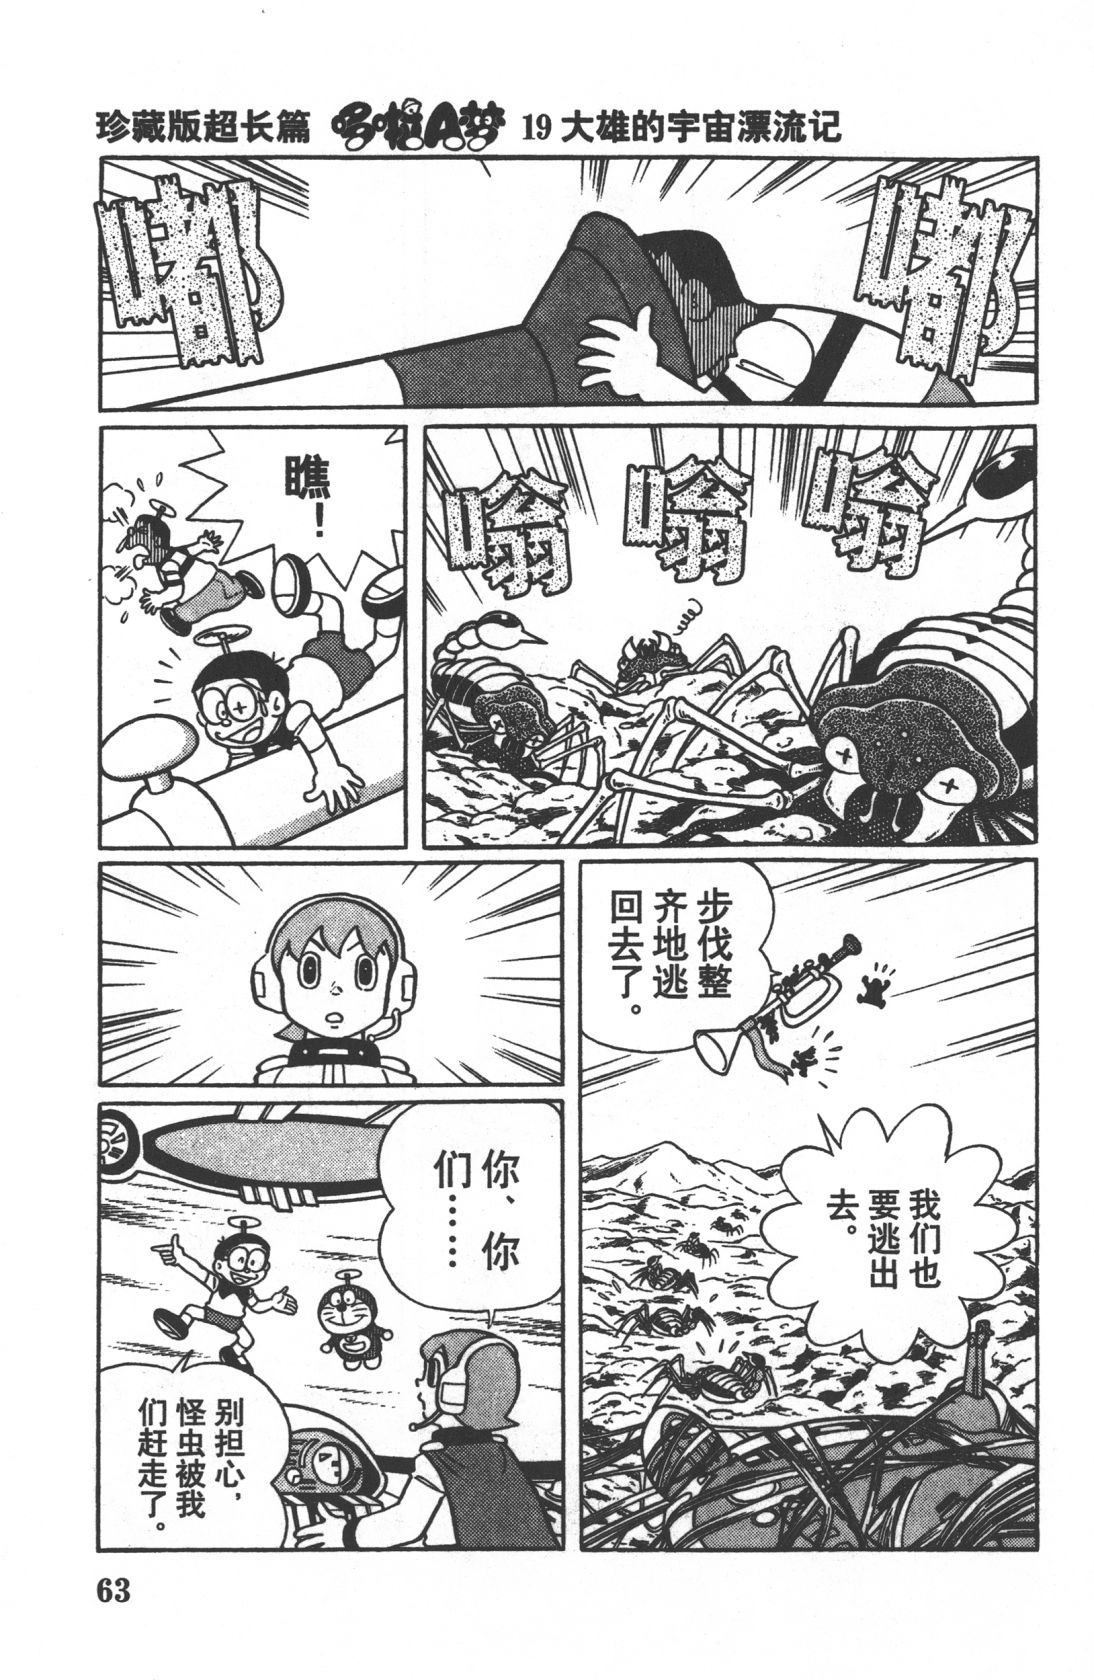 珍藏版超长篇 哆啦A梦 19 大雄的宇宙漂流记
嘟
嘟
嗡
嗡
嗡
瞧！
步伐整
齐地逃
回去了。
我们也
要逃出
去。
你、你
们……
别担心，
怪虫被我
们赶走了。
63